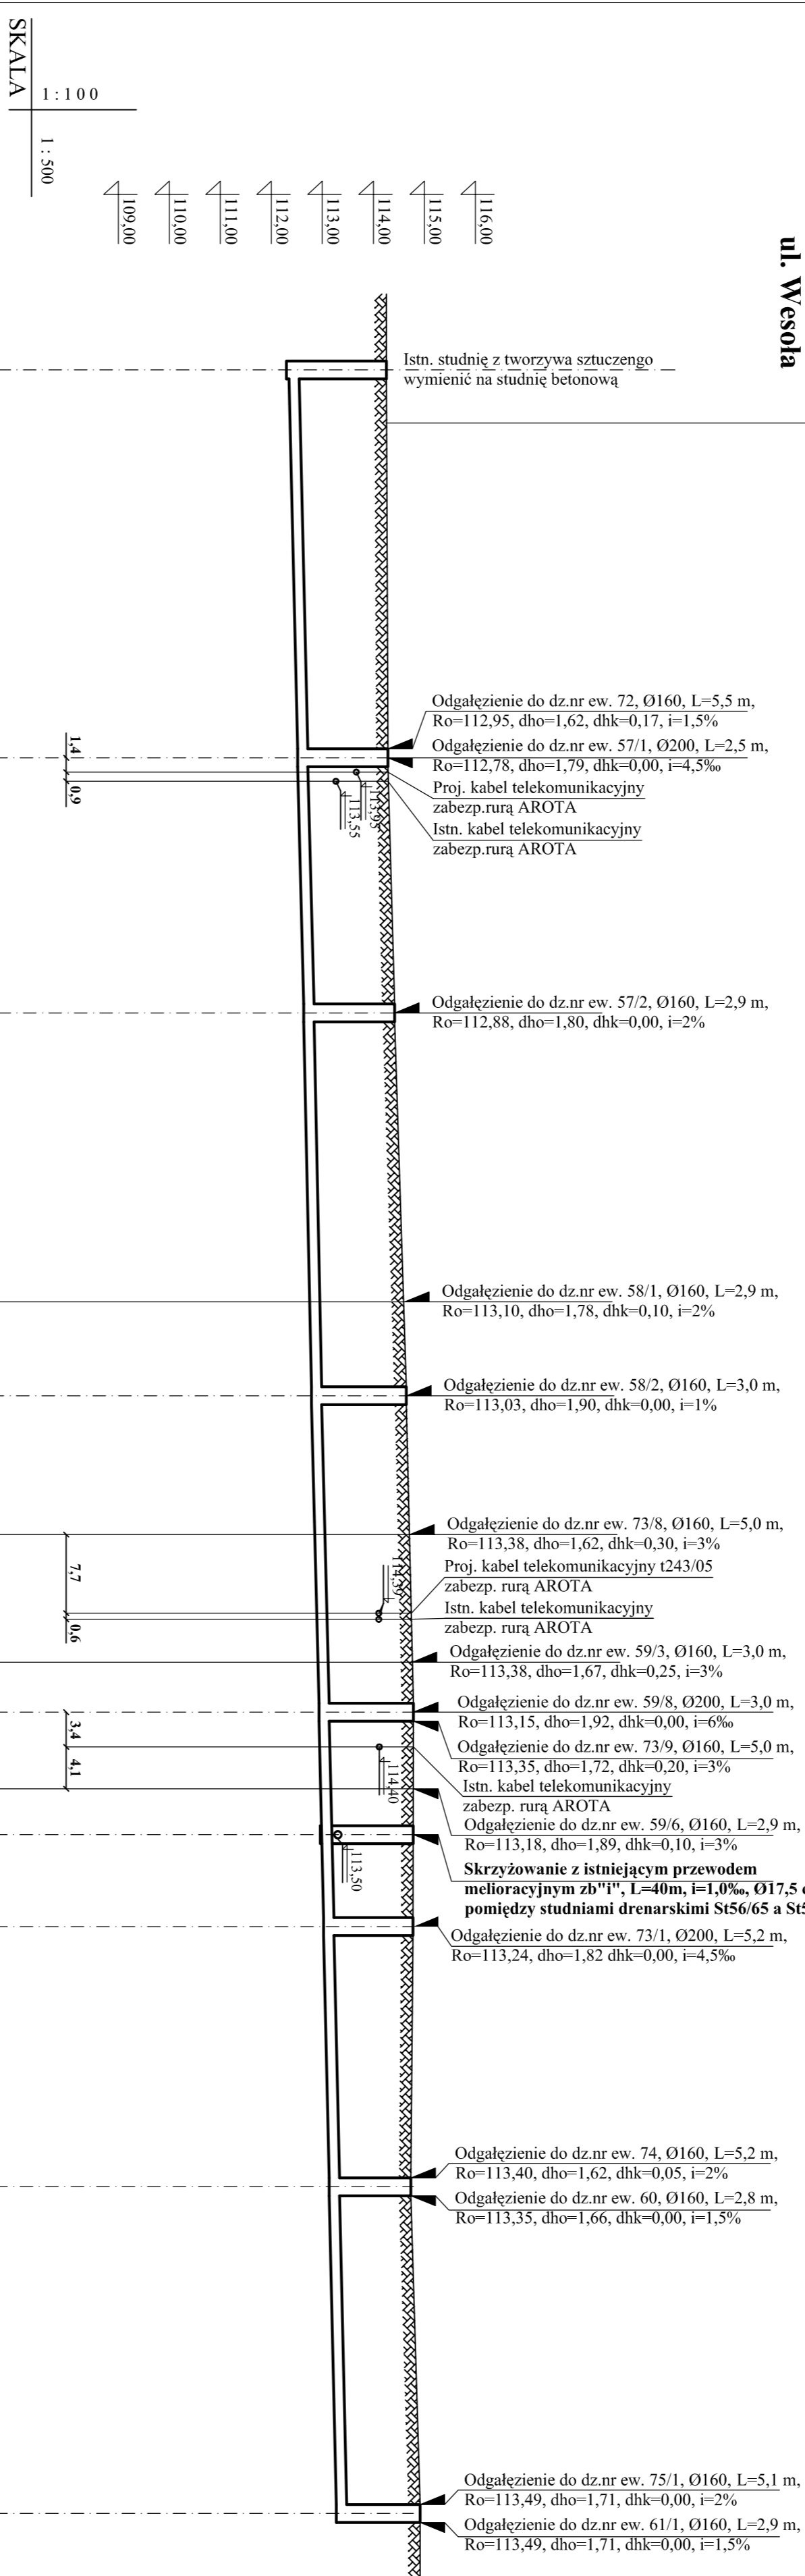 SKALA
1:100
1:500
109,00
110,00
111,00
112,00
113,00
114,00
115,00
116,00
ul. Wesoła
Istn. studnię z tworzywa sztuczengo
wymienić na studnię betonową
Odgałęzienie do dz.nr ew. 72, Ø160, L=5,5 m,
Ro=112,95, dho=1,62, dhk=0,17, i=1,5%
Odgałęzienie do dz.nr ew. 57/1, Ø200, L=2,5 m,
Ro=112,78, dho=1,79, dhk=0,00, i=4,5‰
Proj. kabel telekomunikacyjny
zabezp.rurą AROTA
Istn. kabel telekomunikacyjny
zabezp.rurą AROTA
1,4
0,9
113,95
113,55
Odgałęzienie do dz.nr ew. 57/2, Ø160, L=2,9 m,
Ro=112,88, dho=1,80, dhk=0,00, i=2%
Odgałęzienie do dz.nr ew. 58/1, Ø160, L=2,9 m,
Ro=113,10, dho=1,78, dhk=0,10, i=2%
Odgałęzienie do dz.nr ew. 58/2, Ø160, L=3,0 m,
Ro=113,03, dho=1,90, dhk=0,00, i=1%
Odgałęzienie do dz.nr ew. 73/8, Ø160, L=5,0 m,
Ro=113,38, dho=1,62, dhk=0,30, i=3%
Proj. kabel telekomunikacyjny t243/05
zabezp. rurą AROTA
Istn. kabel telekomunikacyjny
zabezp. rurą AROTA
7,7
0,6
Odgałęzienie do dz.nr ew. 59/3, Ø160, L=3,0 m,
Ro=113,38, dho=1,67, dhk=0,25, i=3%
Odgałęzienie do dz.nr ew. 59/8, Ø200, L=3,0 m,
Ro=113,15, dho=1,92, dhk=0,00, i=6‰
Odgałęzienie do dz.nr ew. 73/9, Ø160, L=5,0 m,
Ro=113,35, dho=1,72, dhk=0,20, i=3%
Istn. kabel telekomunikacyjny
zabezp. rurą AROTA
3,4
4,1
114,40
Odgałęzienie do dz.nr ew. 59/6, Ø160, L=2,9 m,
Ro=113,18, dho=1,89, dhk=0,10, i=3%
113,50
Skrzyżowanie z istniejącym przewodem
melioracyjnym zb"i", L=40m, i=1,0‰, Ø17,5
pomiędzy studniami drenarskimi St56/65 a
Odgałęzienie do dz.nr ew. 73/1, Ø200, L=5,2 m,
Ro=113,24, dho=1,82 dhk=0,00, i=4,5‰
Odgałęzienie do dz.nr ew. 74, Ø160, L=5,2 m,
Ro=113,40, dho=1,62, dhk=0,05, i=2%
Odgałęzienie do dz.nr ew. 60, Ø160, L=2,8 m,
Ro=113,35, dho=1,66, dhk=0,00, i=1,5%
Odgałęzienie do dz.nr ew. 75/1, Ø160, L=5,1 m,
Ro=113,49, dho=1,71, dhk=0,00, i=2%
Odgałęzienie do dz.nr ew. 61/1, Ø160, L=2,9 m,
Ro=113,49, dho=1,71, dhk=0,00, i=1,5%